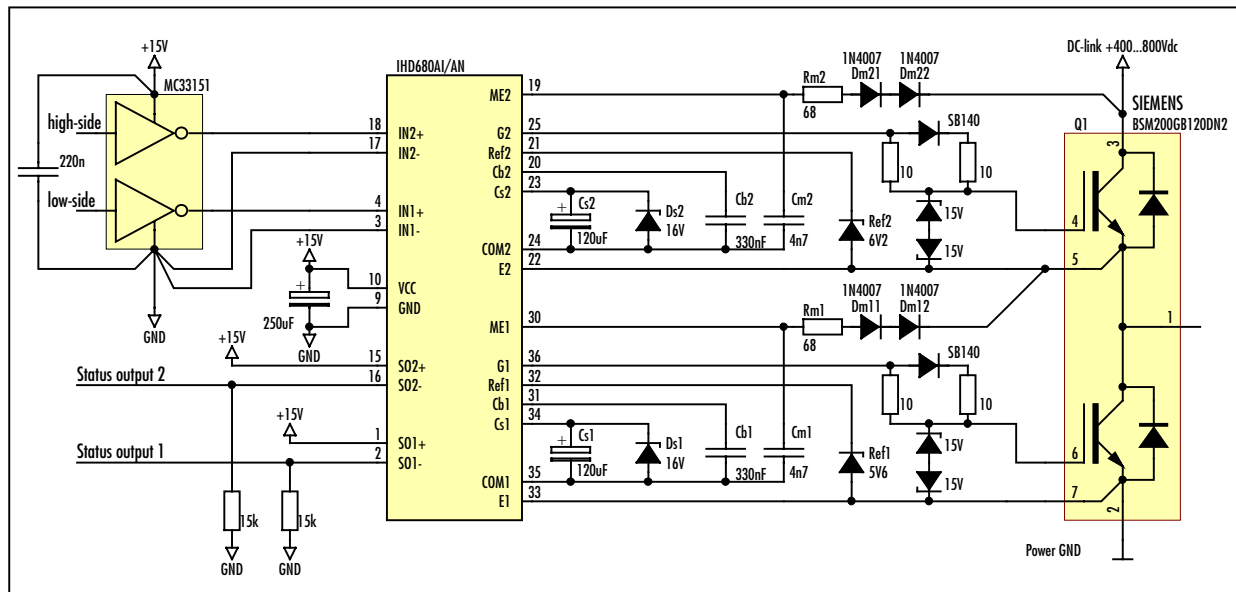 +15V
MC33151
high-side
220n
low-side
GND
IHD680AI/AN
18 IN2+
17 IN2-
4 IN1+
3 IN1-
+15V
250uF
GND
10 VCC
9 GND
+15V
15 SO2+
Status output 2
16 SO2-
+15V
1 SO1+
Status output 1
2 SO1-
15k
15k
GND
GND
ME2 19
G2 25
Ref2 21
Cb2 20
Cs2 23
COM2 24
E2 22
ME1 30
G1 36
Ref1 32
Cb1 31
Cs1 34
COM1 35
E1 33
Rm2
68
1N4007
Dm21
1N4007
Dm22
SB140
10
10
+
Cs2
120uF
Ds2
16V
Cb2
330nF
Cm2
4n7
Ref2
6V2
15V
15V
Rm1
68
1N4007
Dm11
1N4007
Dm12
SB140
10
10
+
Cs1
120uF
Ds1
16V
Cb1
330nF
Cm1
4n7
Ref1
5V6
15V
15V
DC-link +400...800Vdc
SIEMENS
BSM200GB120DN2
Q1
3
4
5
1
6
7
2
Power GND